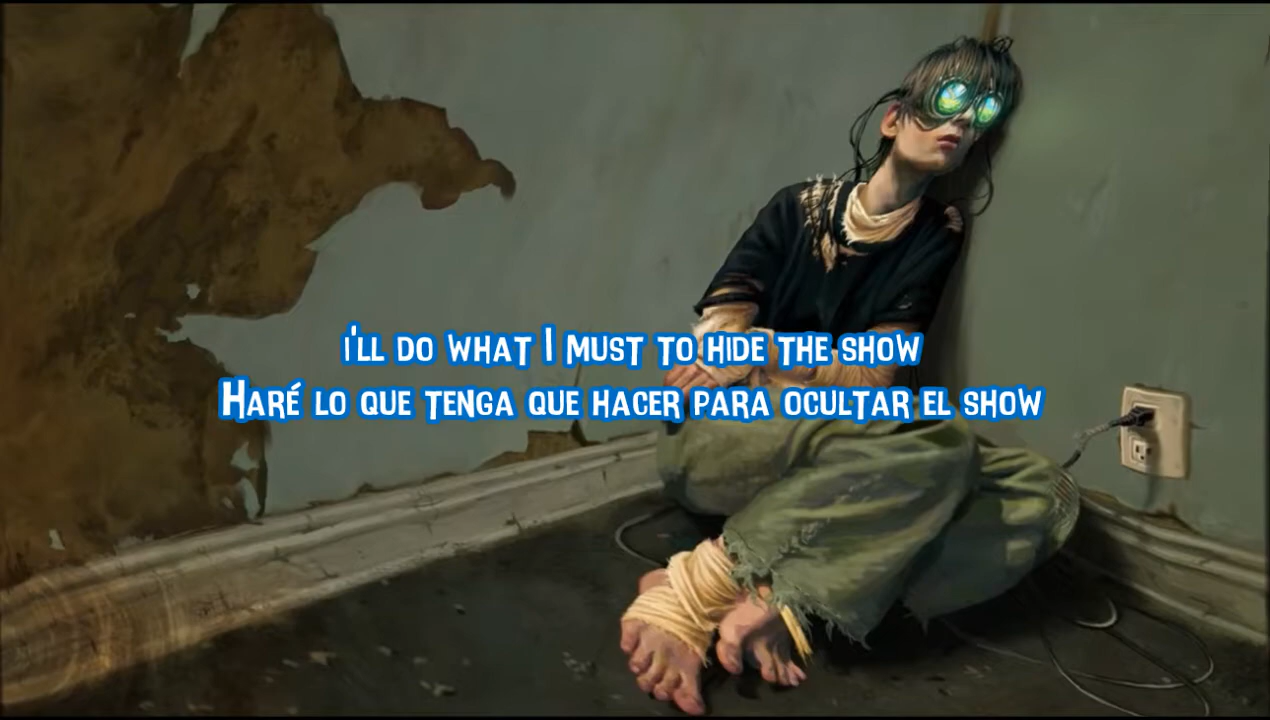 I'LL DO WHAT I MUST TO HIDE THE SHOW
HARÉ LO QUE TENGA QUE HACER PARA OCULTAR EL SHOW